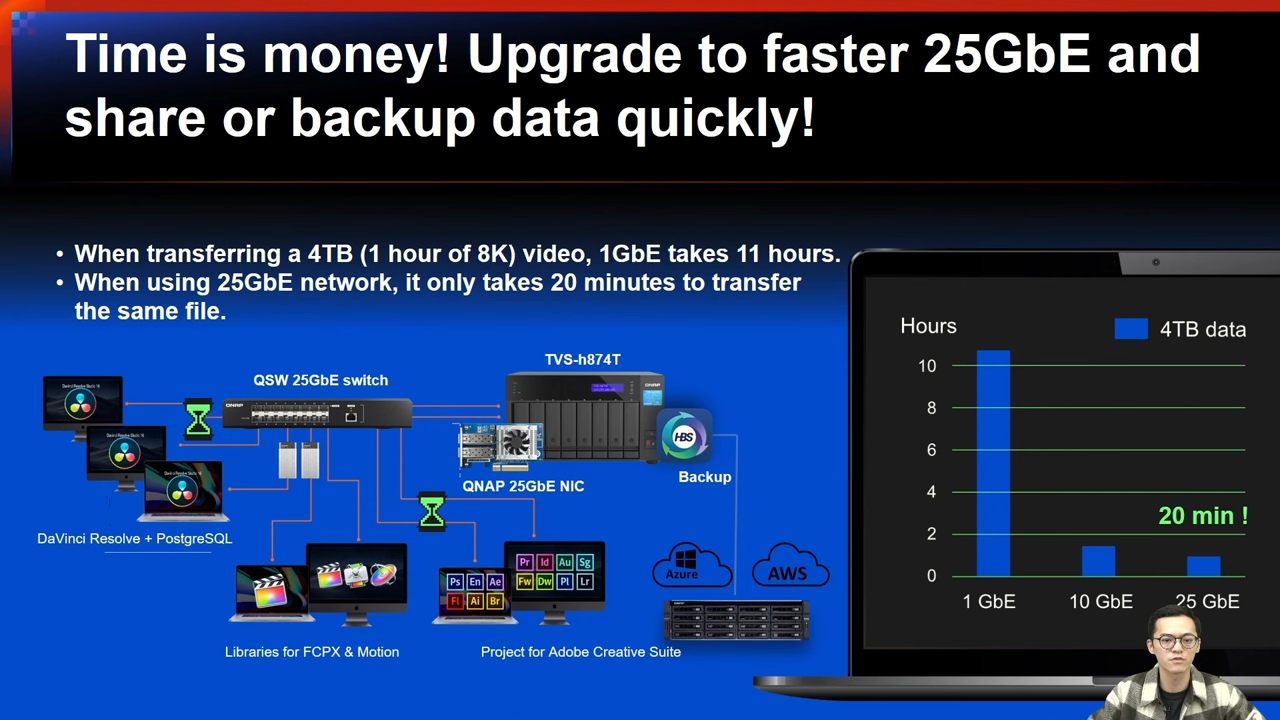 Time is money! Upgrade to faster 25GbE and
share or backup data quickly!
• When transferring a 4TB (1 hour of 8K) video, 1GbE takes 11 hours.
• When using 25GbE network, it only takes 20 minutes to transfer
the same file.
TVS-h874T
QSW 25GbE switch
QNAP
QNAP
HBS
Backup
QNAP 25GbE NIC
DaVinci Resolve + PostgreSQL
Libraries for FCPX & Motion
Ps En Ae
Fl Ai Br
Pr Id Au Sg
Fw Dw Pl Lr
Project for Adobe Creative Suite
Azure
AWS
Hours
4TB data
10
8
6
4
2
0
20 min !
1 GbE
10 GbE
25 GbE